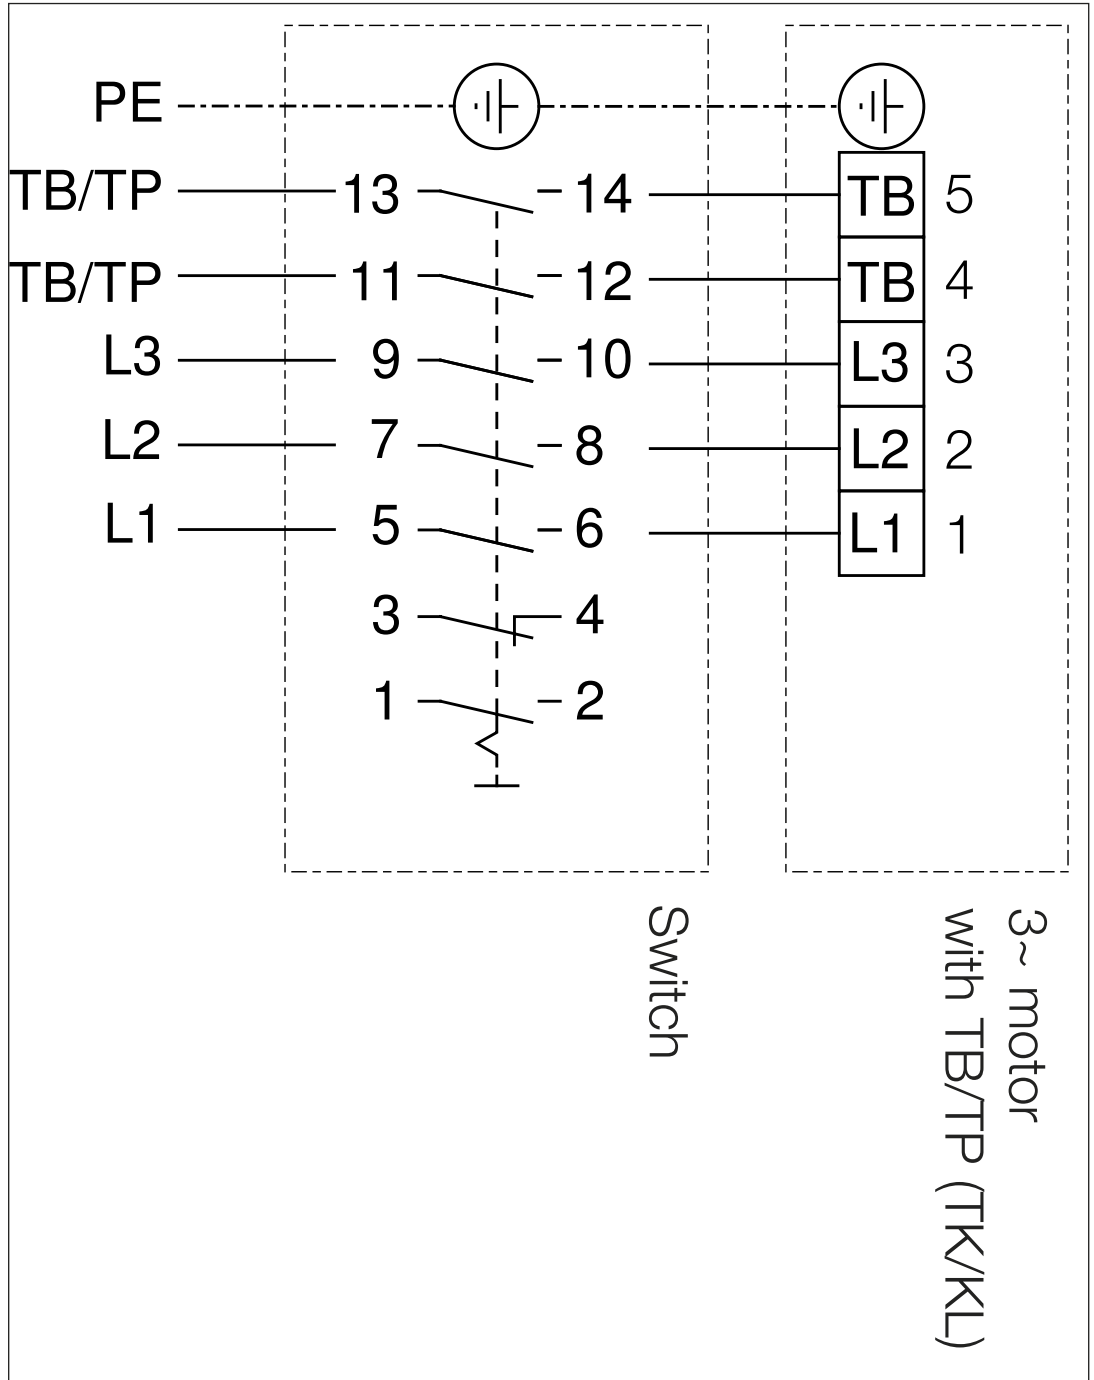 PE
TB/TP 13 14 TB 5
TB/TP 11 12 TB 4
L3 9 10 L3 3
L2 7 8 L2 2
L1 5 6 L1 1
3 4
1 2
Switch
3~ motor
with TB/TP (TK/KL)